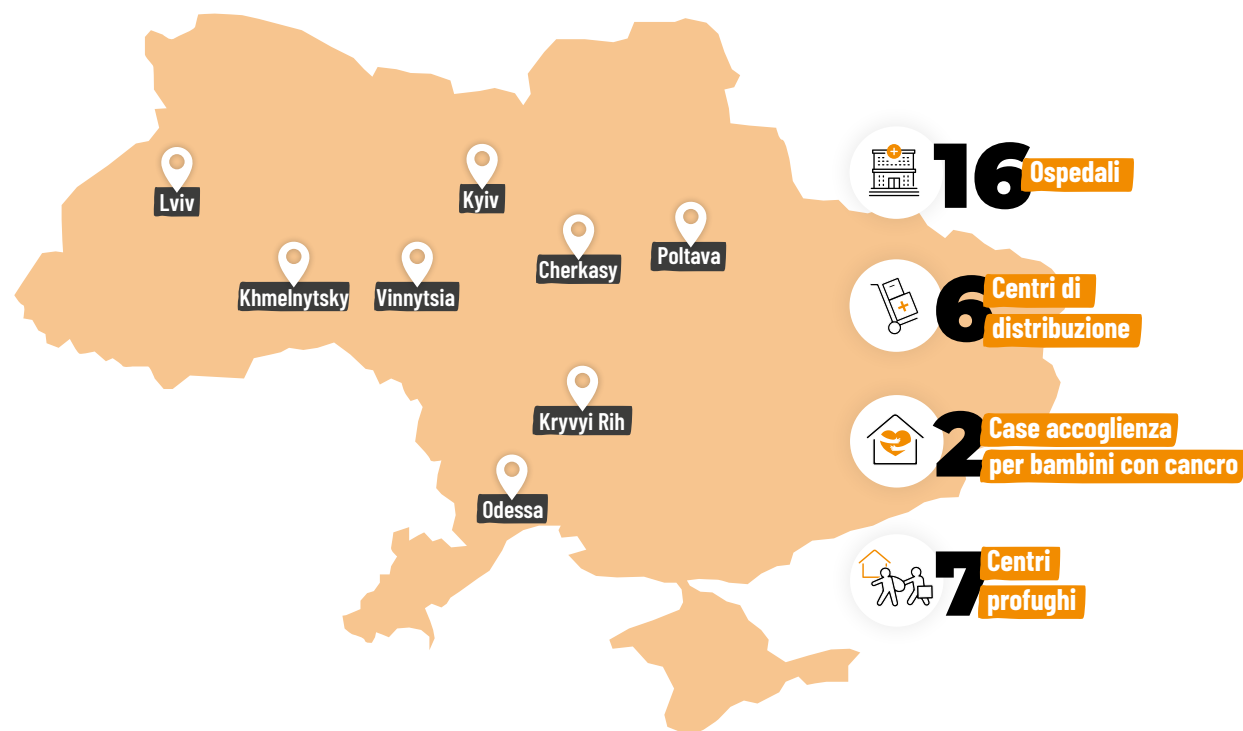 Lviv
Kyiv
Cherkasy
Poltava
Khmelnytsky
Vinnytsia
Kryvyi Rih
Odessa
16 Ospedali
6 Centri di
distribuzione
2 Case accoglienza
per bambini con cancro
7 Centri
profughi